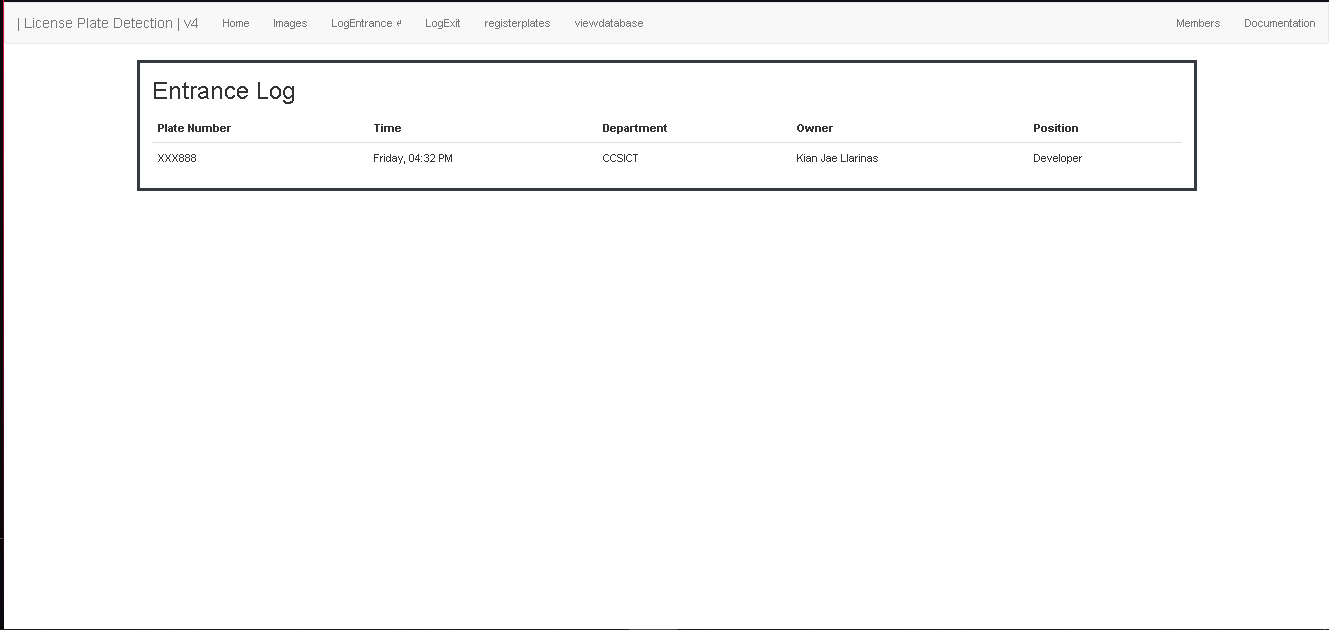 | License Plate Detection | v4 Home Images LogEntrance LogExit registerplates viewdatabase Members Documentation
Entrance Log
Plate Number Time Department Owner Position
XXX888 Friday, 04:32 PM CCSICT Kian Jae Llarinas Developer